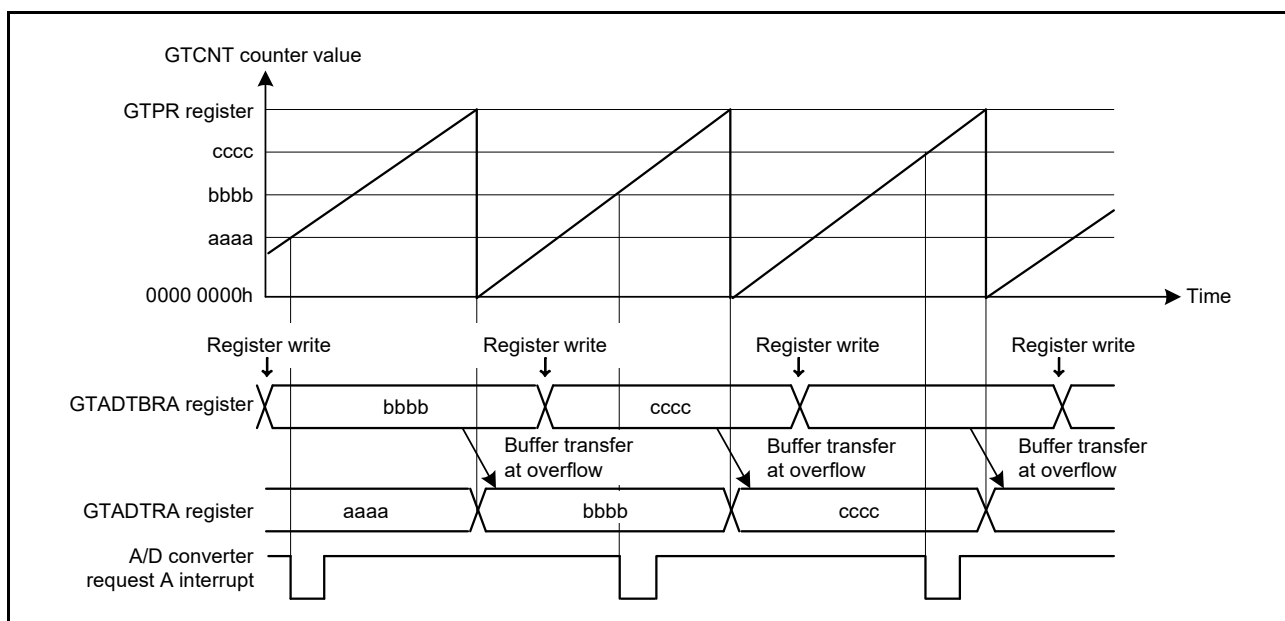 GTCNT counter value
GTPR register
cccc
bbbb
aaaa
0000 0000h
Time
Register write
Register write
Register write
Register write
GTADTBRA register
bbbb
cccc
Buffer transfer
at overflow
Buffer transfer
at overflow
Buffer transfer
at overflow
GTADTRA register
aaaa
bbbb
cccc
A/D converter
request A interrupt